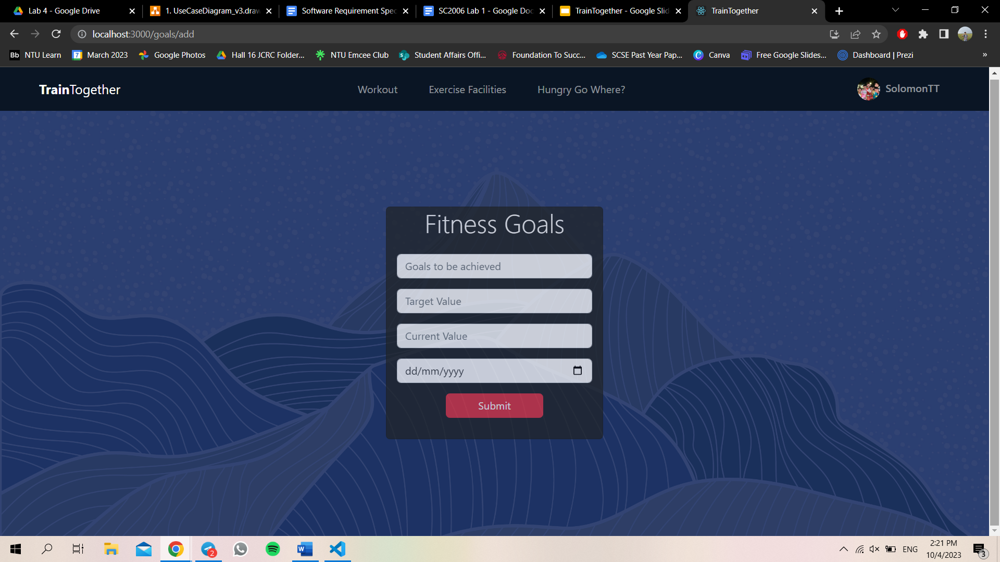 Lab 4 - Google Drive
1. UseCaseDiagram_v3.draw
Software Requirement Spec
SC2006 Lab 1 - Google Doc
TrainTogether - Google Slid
TrainTogether
localhost:3000/goals/add
Bb NTU Learn
7 March 2023
Google Photos
Hall 16 JCRC Folder...
NTU Emcee Club
Student Affairs Offi...
Foundation To Succ...
SCSE Past Year Pap...
Canva
Free Google Slides...
Dashboard | Prezi
»
TrainTogether
Workout
Exercise Facilities
Hungry Go Where?
SolomonTT
Fitness Goals
Goals to be achieved
Target Value
Current Value
dd/mm/yyyy
Submit
2
ENG
2:21 PM
10/4/2023
3